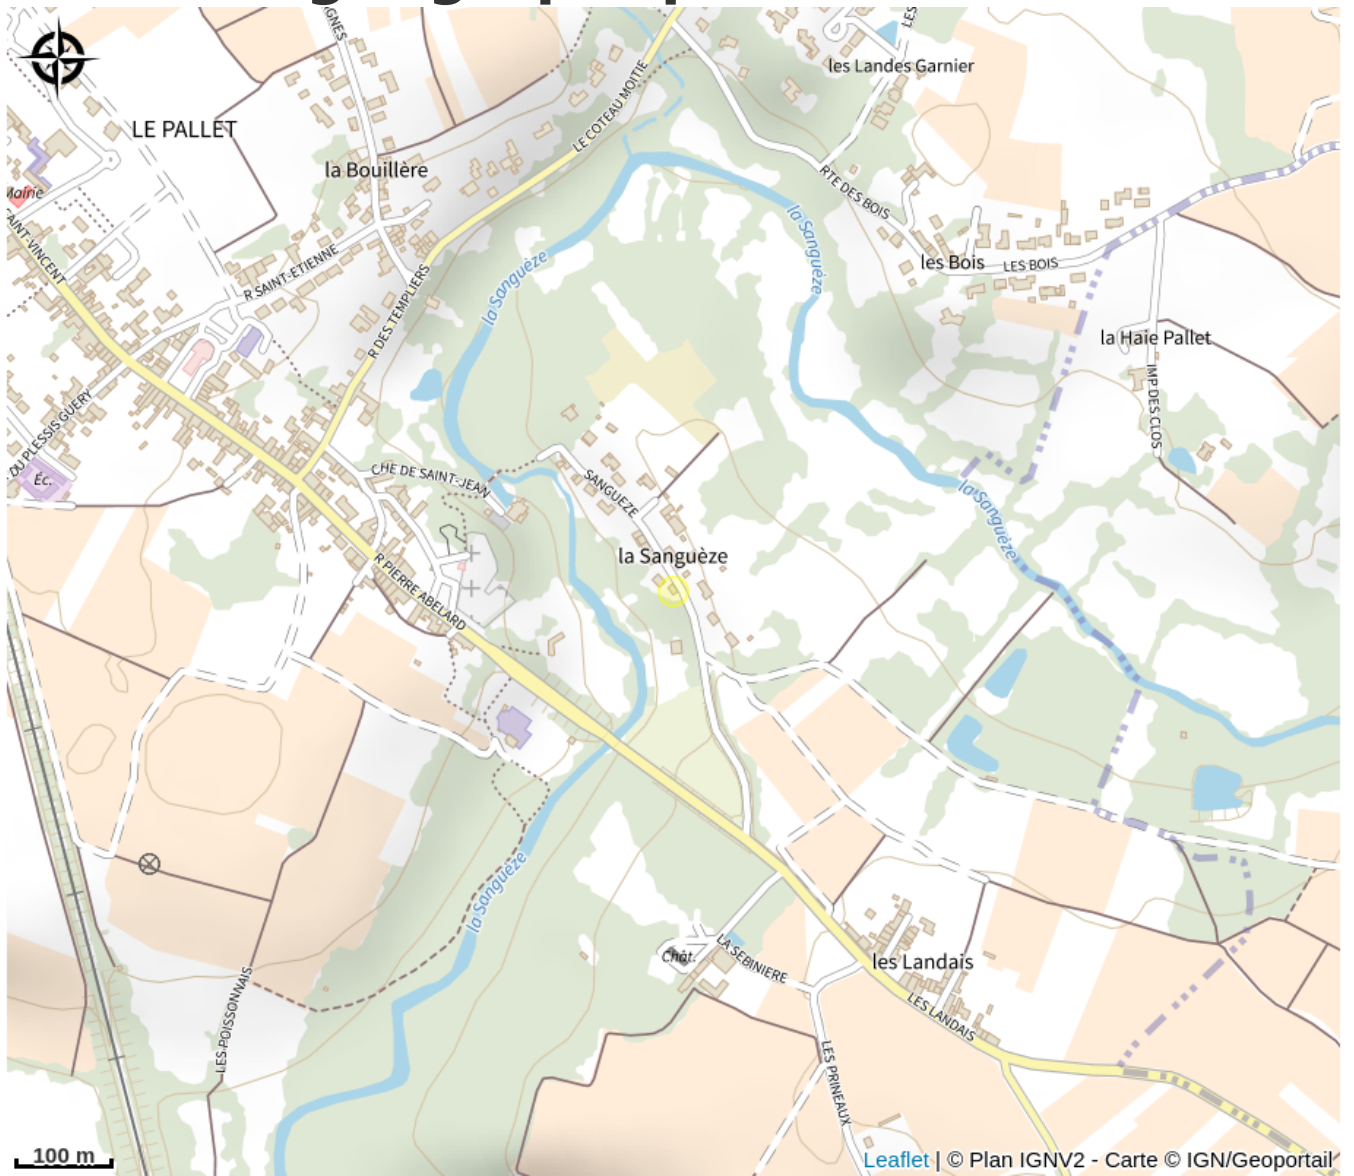 les Landes Garnier
LE COTEAU MOITIE
LE PALLET
la Bouillère
Mairie
RTE DES BOIS
la Sanguèze
la Sanguèze
les Bois
LES BOIS
R SAINT-ETIENNE
R DES TEMPLIERS
la Haie Pallet
IMP DES CLOS
DU PLESSIS GUERY
Éc.
CHE DE SAINT-JEAN
SANGUEZE
la Sanguèze
la Sanguèze
R PIERRE ABELARD
la Sanguèze
Chât.
LA SEBINIERE
les Landais
LES LANDAIS
LES POISSONNAIS
LES PRINEAUX
100 m
Leaflet | © Plan IGNV2 - Carte © IGN/Geoportail